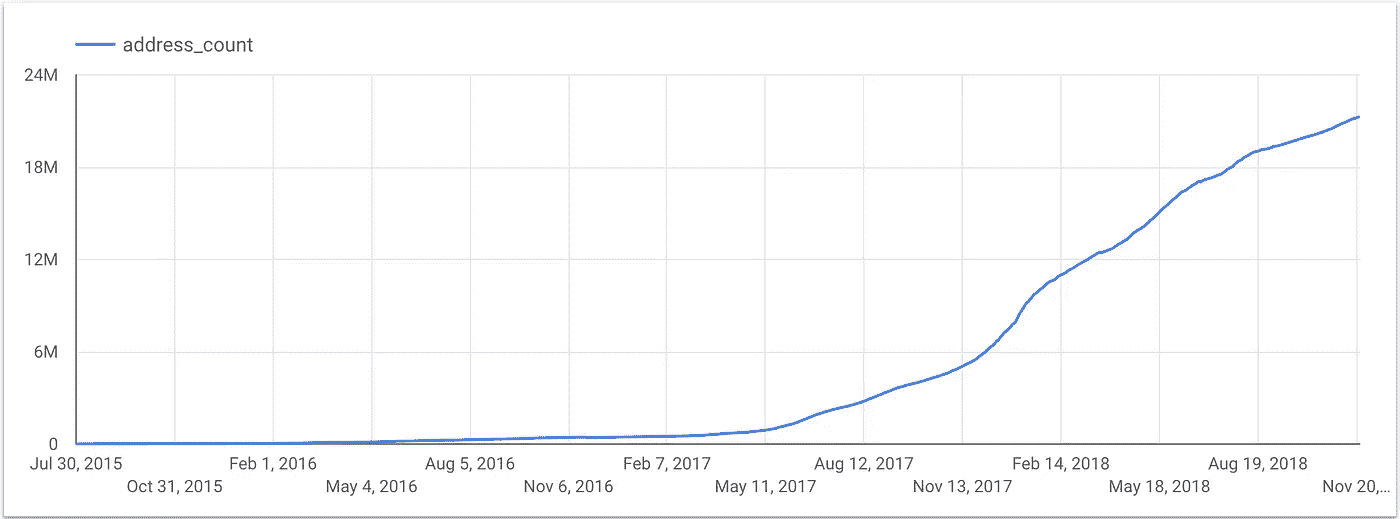 address_count
24M
18M
12M
6M
0
Jul 30, 2015 Feb 1, 2016 Aug 5, 2016 Feb 7, 2017 Aug 12, 2017 Feb 14, 2018 Aug 19, 2018
Oct 31, 2015 May 4, 2016 Nov 6, 2016 May 11, 2017 Nov 13, 2017 May 18, 2018 Nov 20,...